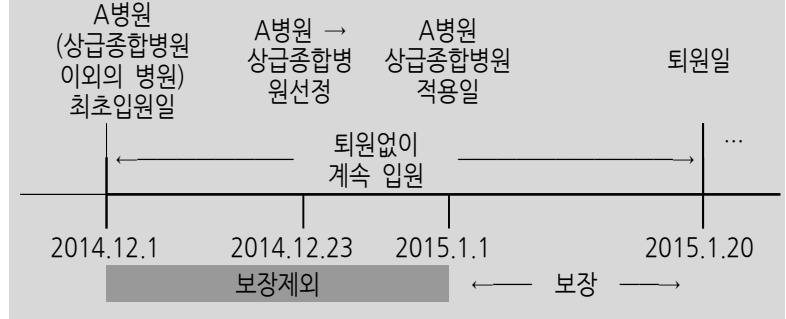 A병원
(상급종합병원
이외의 병원)
최초입원일
A병원 →
상급종합병
원선정
A병원
상급종합병원
적용일
퇴원일
← 퇴원없이 →
계속 입원
…
2014.12.1
2014.12.23
2015.1.1
2015.1.20
보장제외
← 보장 →